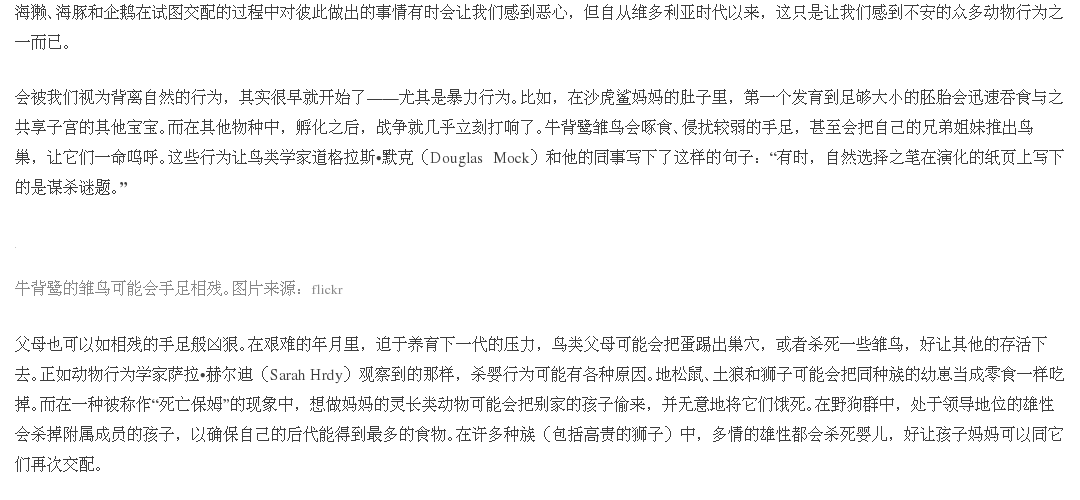 海獭、海豚和企鹅在试图交配的过程中对彼此做出的事情有时会让我们感到恶心，但自从维多利亚时代以来，这只是让我们感到不安的众多动物行为之
一而已。
会被我们视为背离自然的行为，其实很早就开始了——尤其是暴力行为。比如，在沙虎鲨妈妈的肚子里，第一个发育到足够大小的胚胎会迅速吞食与之
共享子宫的其他宝宝。而在其他物种中，孵化之后，战争就几乎立刻打响了。牛背鹭雏鸟会啄食、侵扰较弱的手足，甚至会把自己的兄弟姐妹推出鸟
巢，让它们一命呜呼。这些行为让鸟类学家道格拉斯•默克（Douglas Mock）和他的同事写下了这样的句子：“有时，自然选择之笔在演化的纸页上写下
的是谋杀谜题。”
牛背鹭的雏鸟可能会手足相残。图片来源：flickr
父母也可以如相残的手足般凶狠。在艰难的年月里，迫于养育下一代的压力，鸟类父母可能会把蛋踢出巢穴，或者杀死一些雏鸟，好让其他的存活下
去。正如动物行为学家萨拉•赫尔迪（Sarah Hrdy）观察到的那样，杀婴行为可能有各种原因。地松鼠、土狼和狮子可能会把同种族的幼崽当成零食一样吃
掉。而在一种被称作“死亡保姆”的现象中，想做妈妈的灵长类动物可能会把别家的孩子偷来，并无意地将它们饿死。在野狗群中，处于领导地位的雄性
会杀掉附属成员的孩子，以确保自己的后代能得到最多的食物。在许多种族（包括高贵的狮子）中，多情的雄性都会杀死婴儿，好让孩子妈妈可以同它
们再次交配。